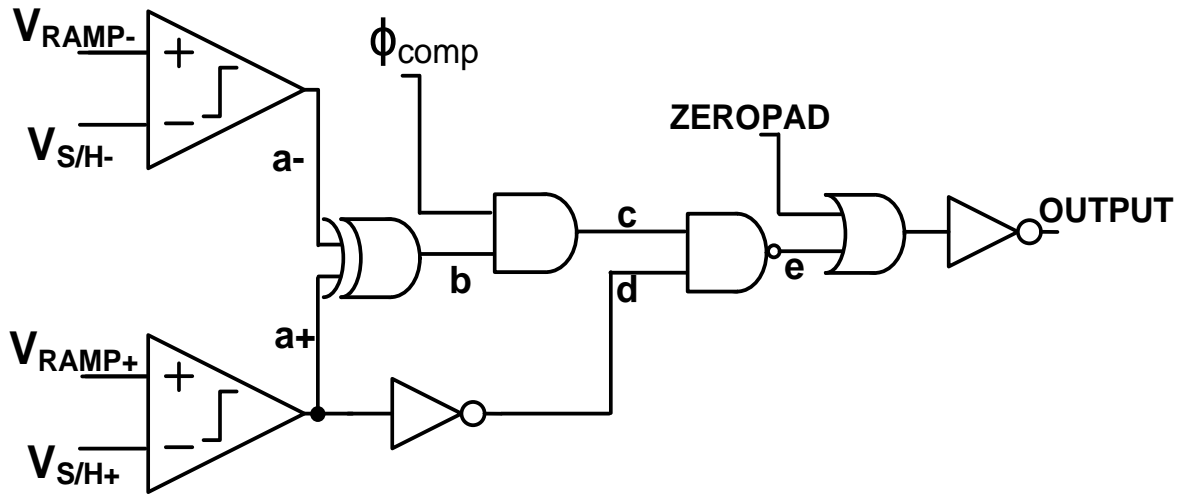 VRAMP-
VS/H-
a-
ϕcomp
ZEROPAD
OUTPUT
b
c
d
e
a+
VRAMP+
VS/H+